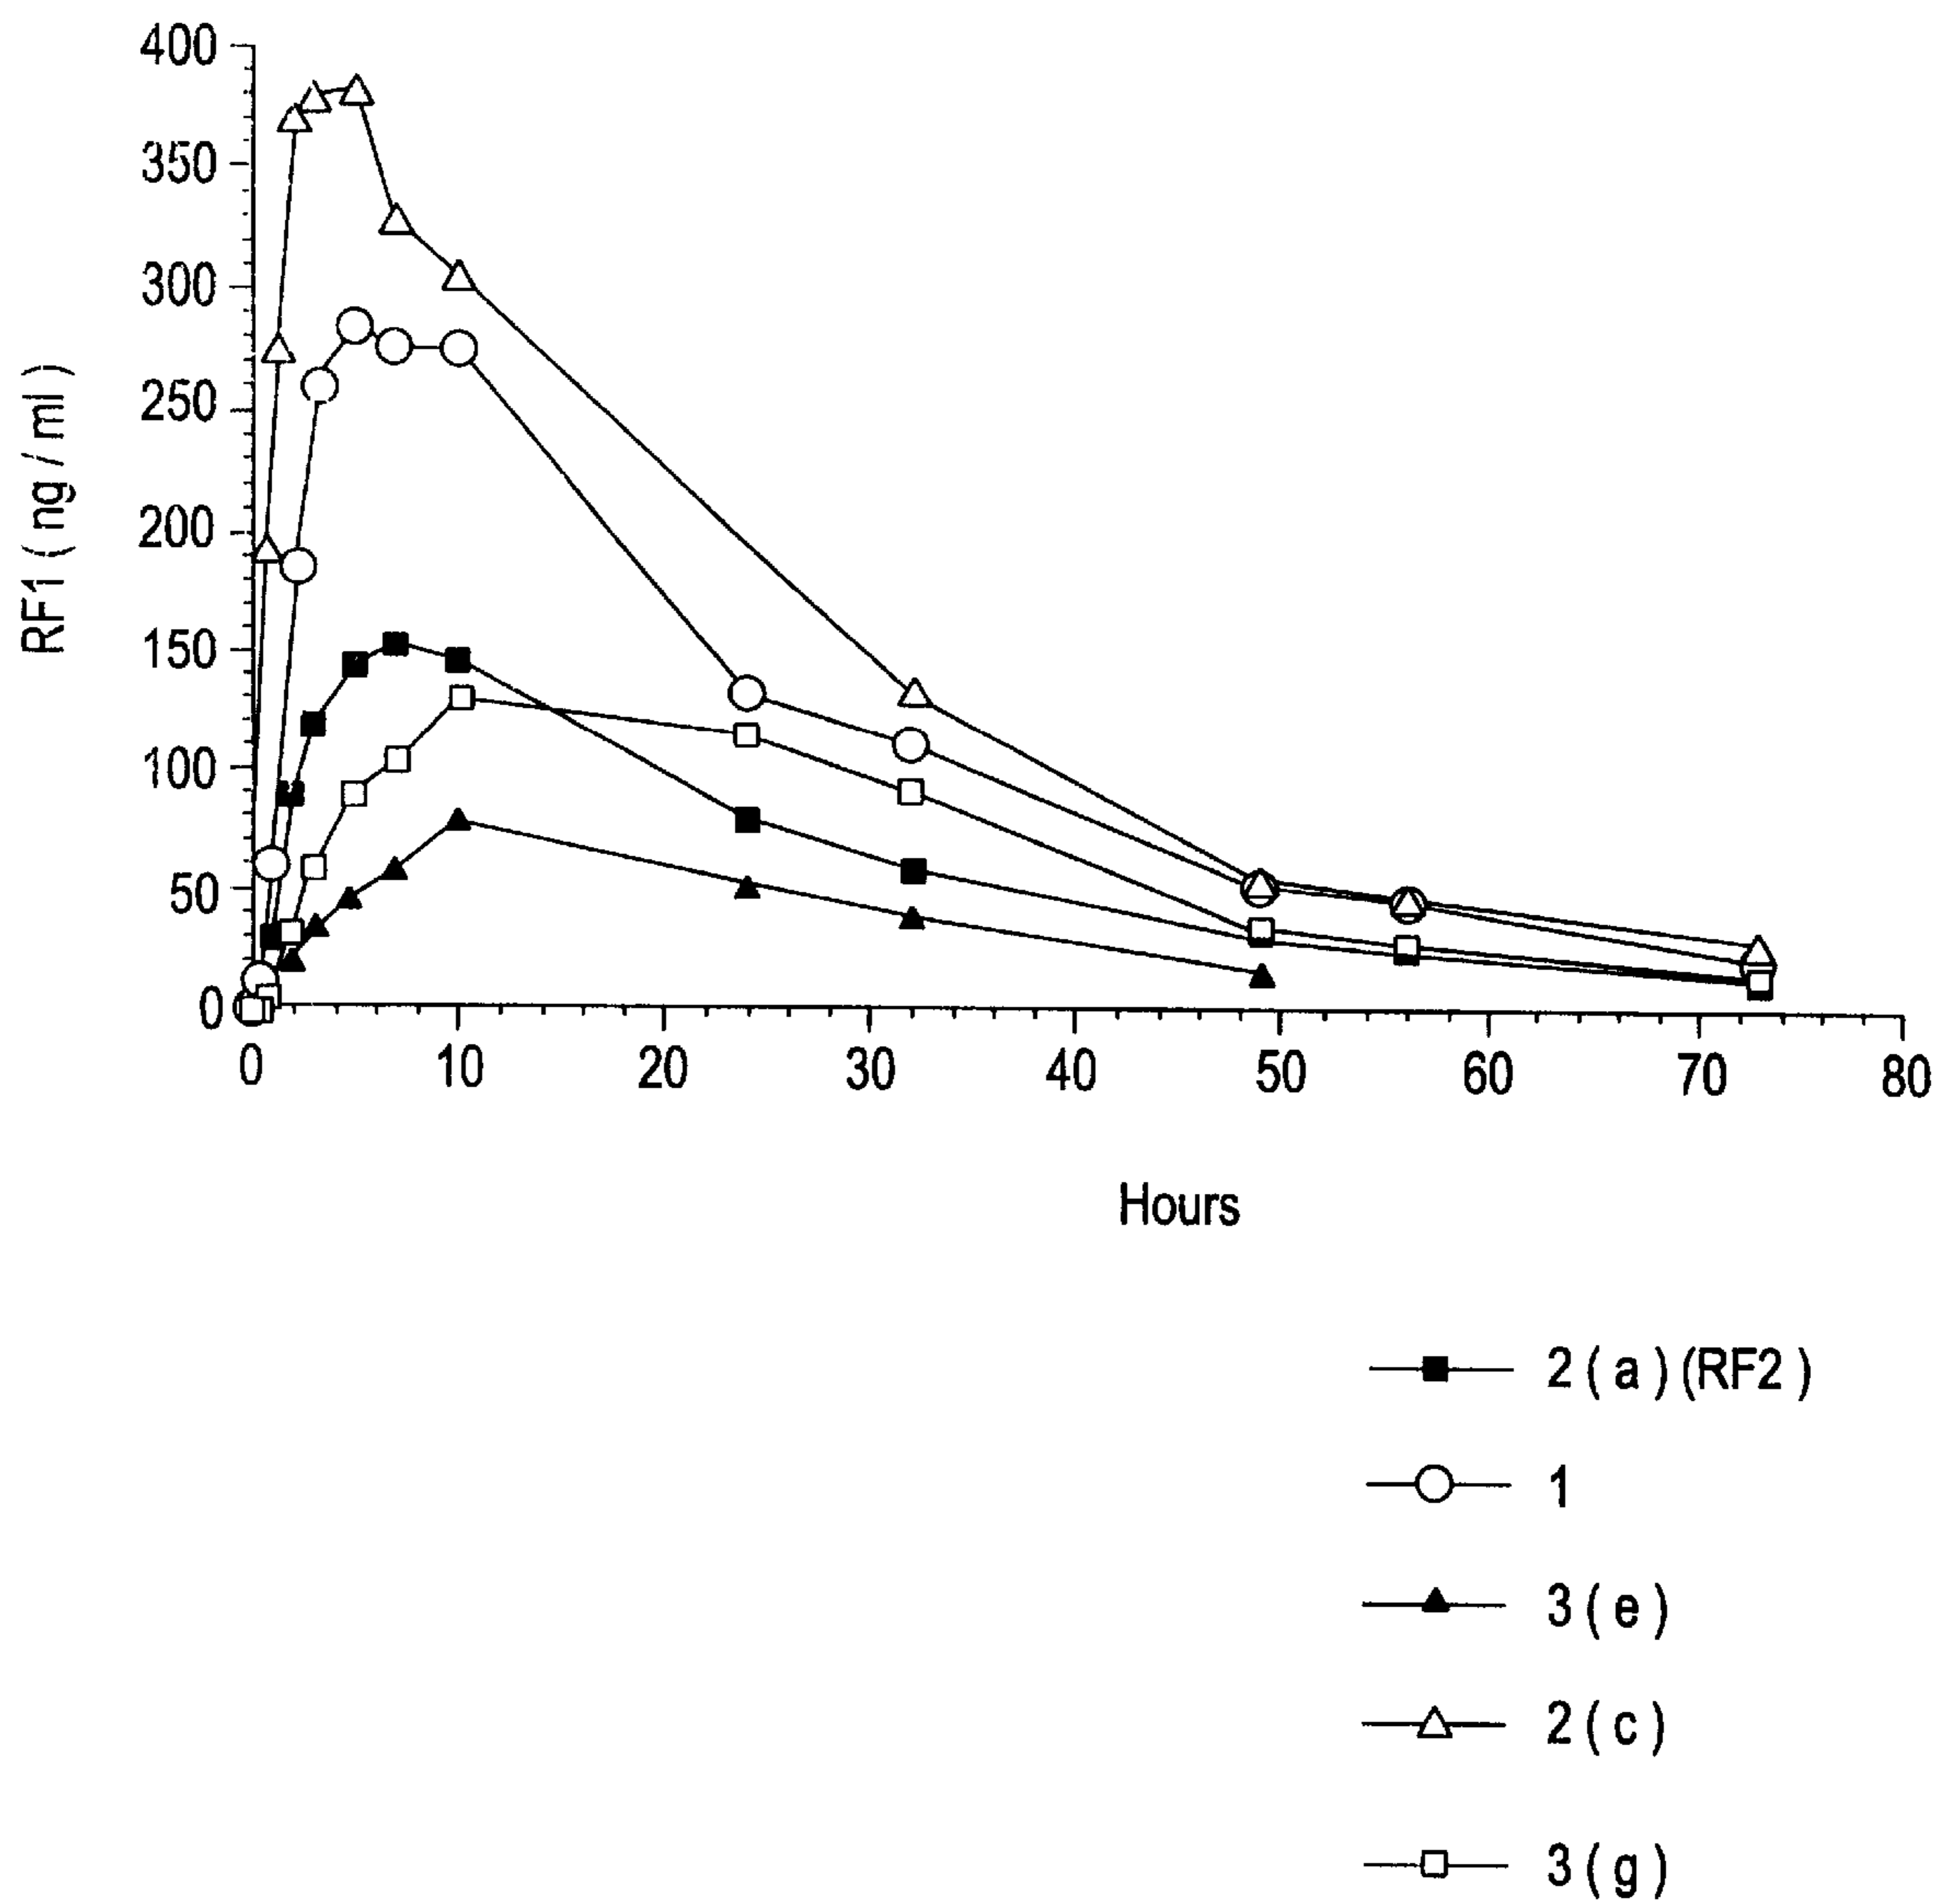 400
350
300
250
200
150
100
50
0
RF1 ( ng / ml )
0 10 20 30 40 50 60 70 80
Hours
2 ( a ) (RF2 )
1
3 ( e )
2 ( c )
3 ( g )